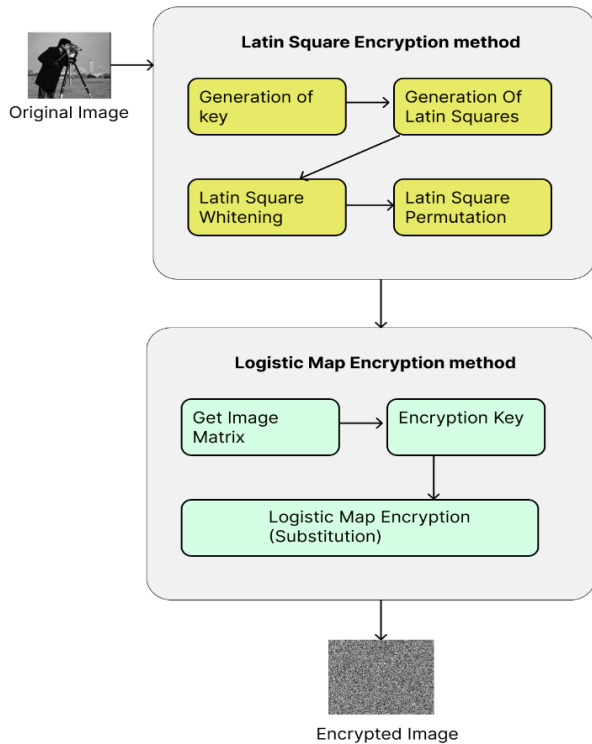 Latin Square Encryption method
Original Image
Generation of
key
Generation Of
Latin Squares
Latin Square
Whitening
Latin Square
Permutation
Logistic Map Encryption method
Get Image
Matrix
Encryption Key
Logistic Map Encryption
(Substitution)
Encrypted Image